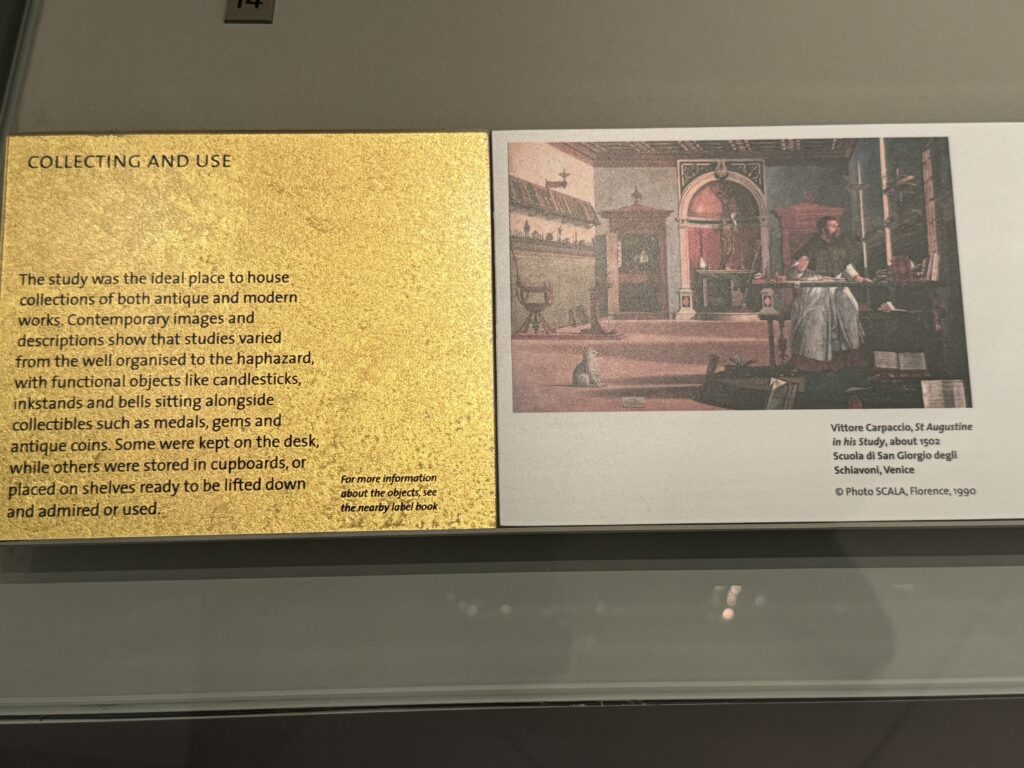 14
COLLECTING AND USE
The study was the ideal place to house
collections of both antique and modern
works. Contemporary images and
descriptions show that studies varied
from the well organised to the haphazard,
with functional objects like candlesticks,
inkstands and bells sitting alongside
collectibles such as medals, gems and
antique coins. Some were kept on the desk,
while others were stored in cupboards, or
placed on shelves ready to be lifted down
and admired or used.
For more information
about the objects, see
the nearby label book
Vittore Carpaccio, St Augustine
in his Study, about 1502
Scuola di San Giorgio degli
Schiavoni, Venice
© Photo SCALA, Florence, 1990